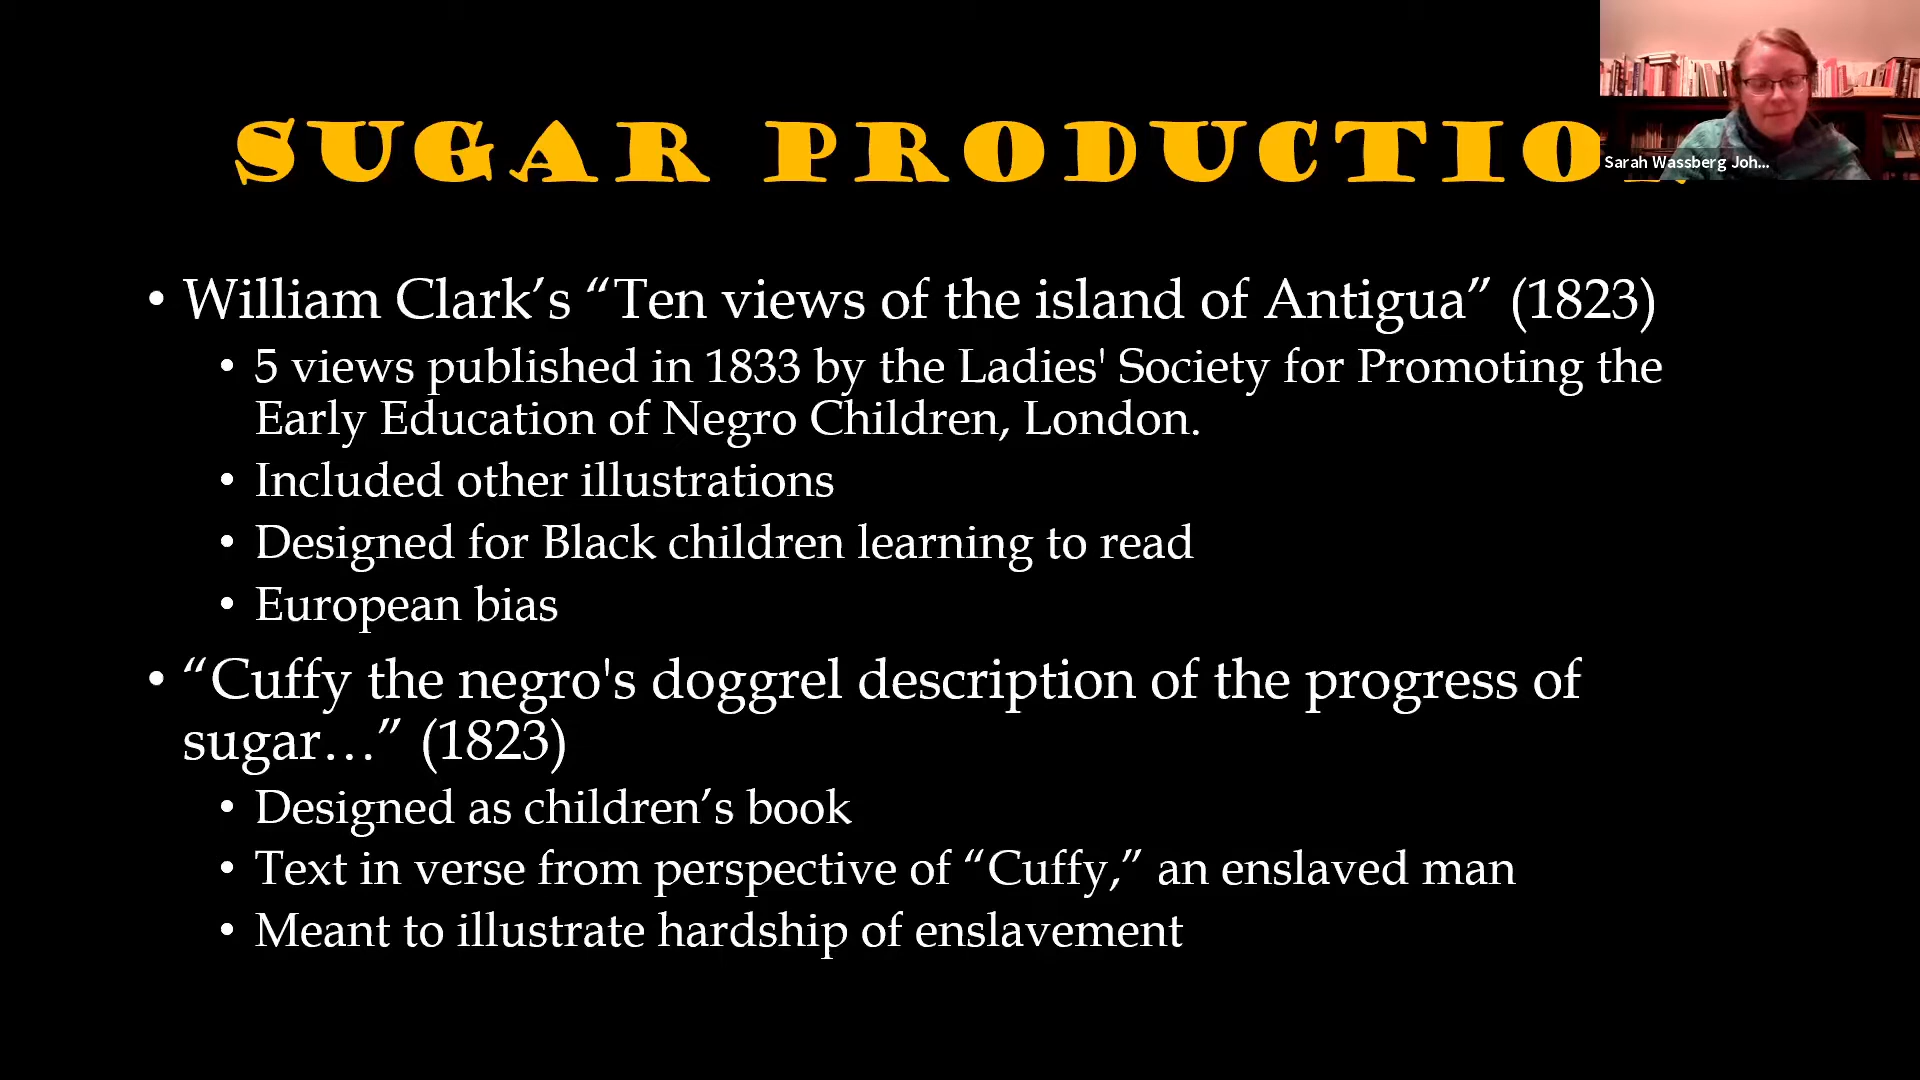 SUGAR PRODUCTIO
Sarah Wassberg Joh...
• William Clark’s “Ten views of the island of Antigua” (1823)
• 5 views published in 1833 by the Ladies' Society for Promoting the
Early Education of Negro Children, London.
• Included other illustrations
• Designed for Black children learning to read
• European bias
• “Cuffy the negro's doggrel description of the progress of
sugar…” (1823)
• Designed as children’s book
• Text in verse from perspective of “Cuffy,” an enslaved man
• Meant to illustrate hardship of enslavement